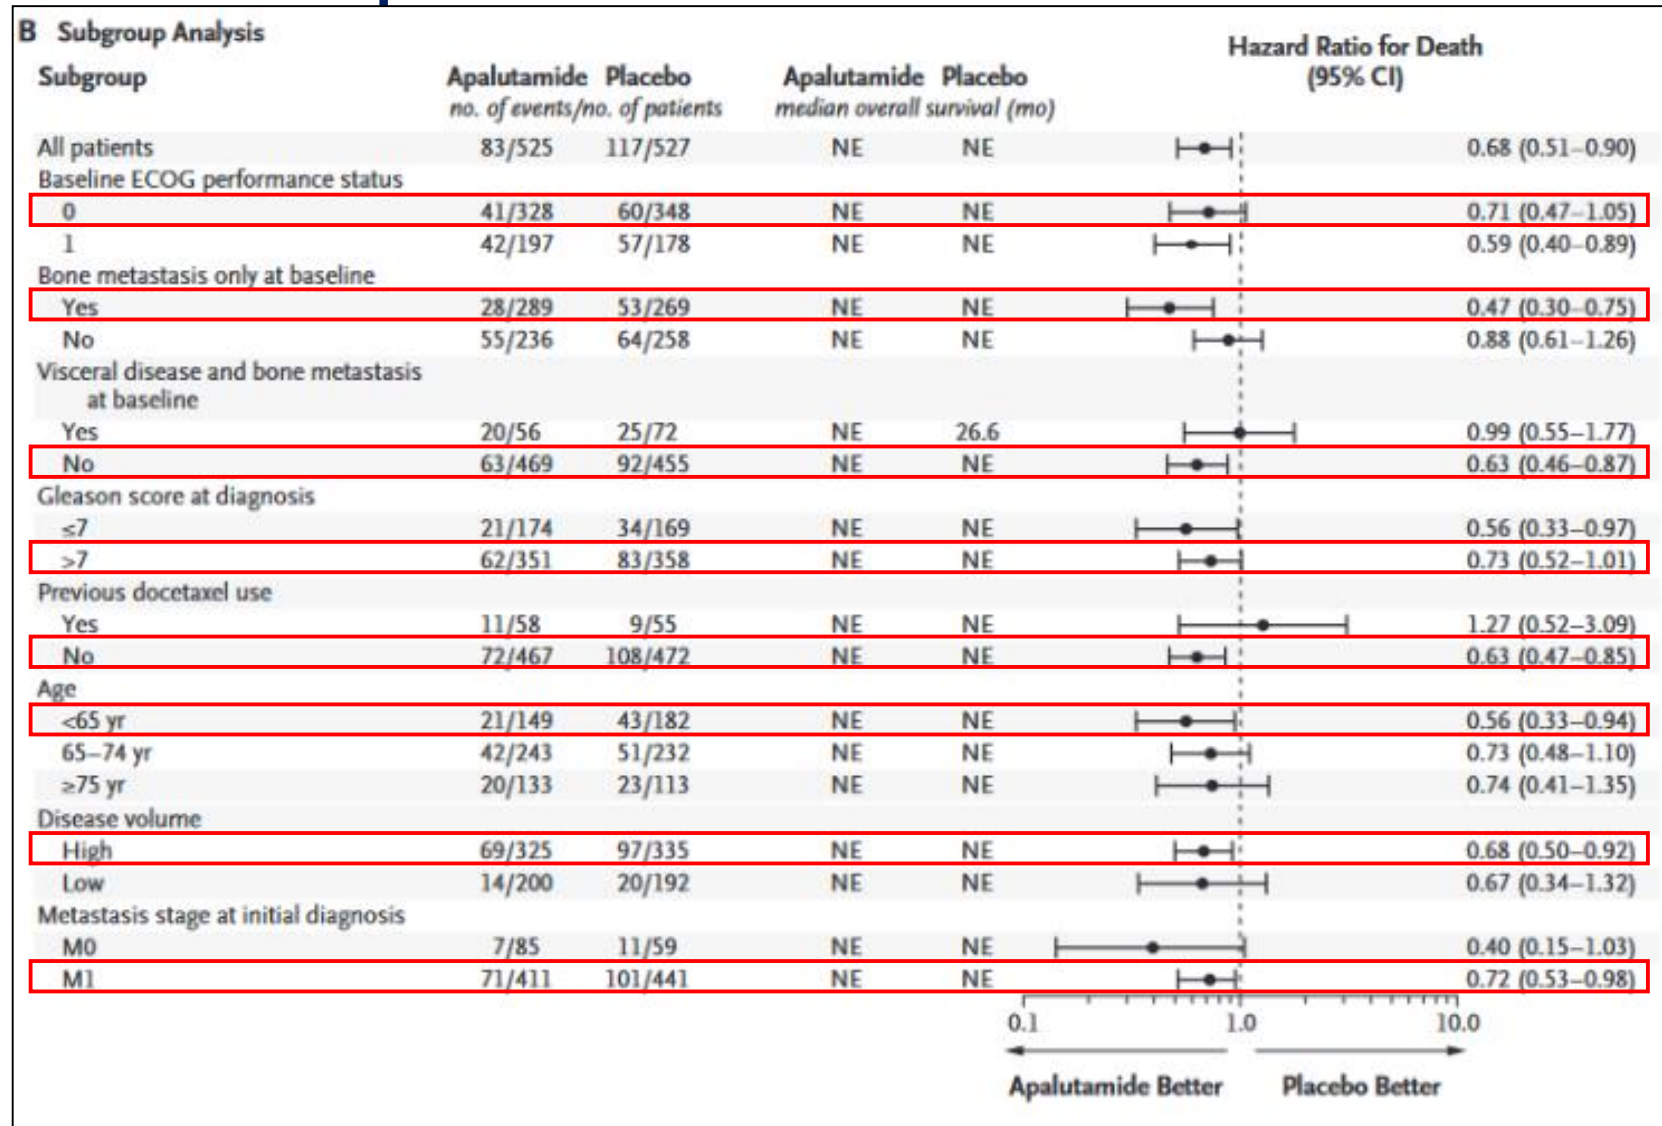 B Subgroup Analysis
Hazard Ratio for Death
(95% CI)
Subgroup Apalutamide Placebo Apalutamide Placebo
no. of events/no. of patients median overall survival (mo)
All patients 83/525 117/527 NE NE 0.68 (0.51–0.90)
Baseline ECOG performance status
0 41/328 60/348 NE NE 0.71 (0.47–1.05)
1 42/197 57/178 NE NE 0.59 (0.40–0.89)
Bone metastasis only at baseline
Yes 28/289 53/269 NE NE 0.47 (0.30–0.75)
No 55/236 64/258 NE NE 0.88 (0.61–1.26)
Visceral disease and bone metastasis
at baseline
Yes 20/56 25/72 NE 26.6 0.99 (0.55–1.77)
No 63/469 92/455 NE NE 0.63 (0.46–0.87)
Gleason score at diagnosis
≤7 21/174 34/169 NE NE 0.56 (0.33–0.97)
>7 62/351 83/358 NE NE 0.73 (0.52–1.01)
Previous docetaxel use
Yes 11/58 9/55 NE NE 1.27 (0.52–3.09)
No 72/467 108/472 NE NE 0.63 (0.47–0.85)
Age
<65 yr 21/149 43/182 NE NE 0.56 (0.33–0.94)
65–74 yr 42/243 51/232 NE NE 0.73 (0.48–1.10)
≥75 yr 20/133 23/113 NE NE 0.74 (0.41–1.35)
Disease volume
High 69/325 97/335 NE NE 0.68 (0.50–0.92)
Low 14/200 20/192 NE NE 0.67 (0.34–1.32)
Metastasis stage at initial diagnosis
M0 7/85 11/59 NE NE 0.40 (0.15–1.03)
M1 71/411 101/441 NE NE 0.72 (0.53–0.98)
0.1 1.0 10.0
Apalutamide Better Placebo Better